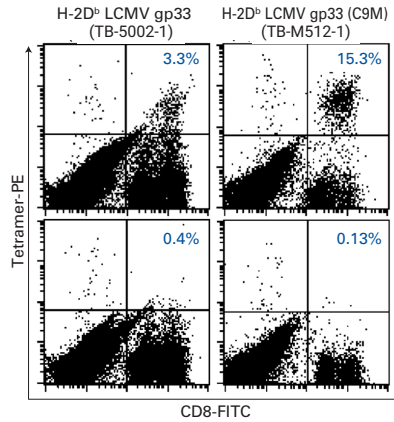 H-2Dᵇ LCMV gp33
(TB-5002-1)
H-2Dᵇ LCMV gp33 (C9M)
(TB-M512-1)
3.3%
15.3%
0.4%
0.13%
Tetramer-PE
CD8-FITC